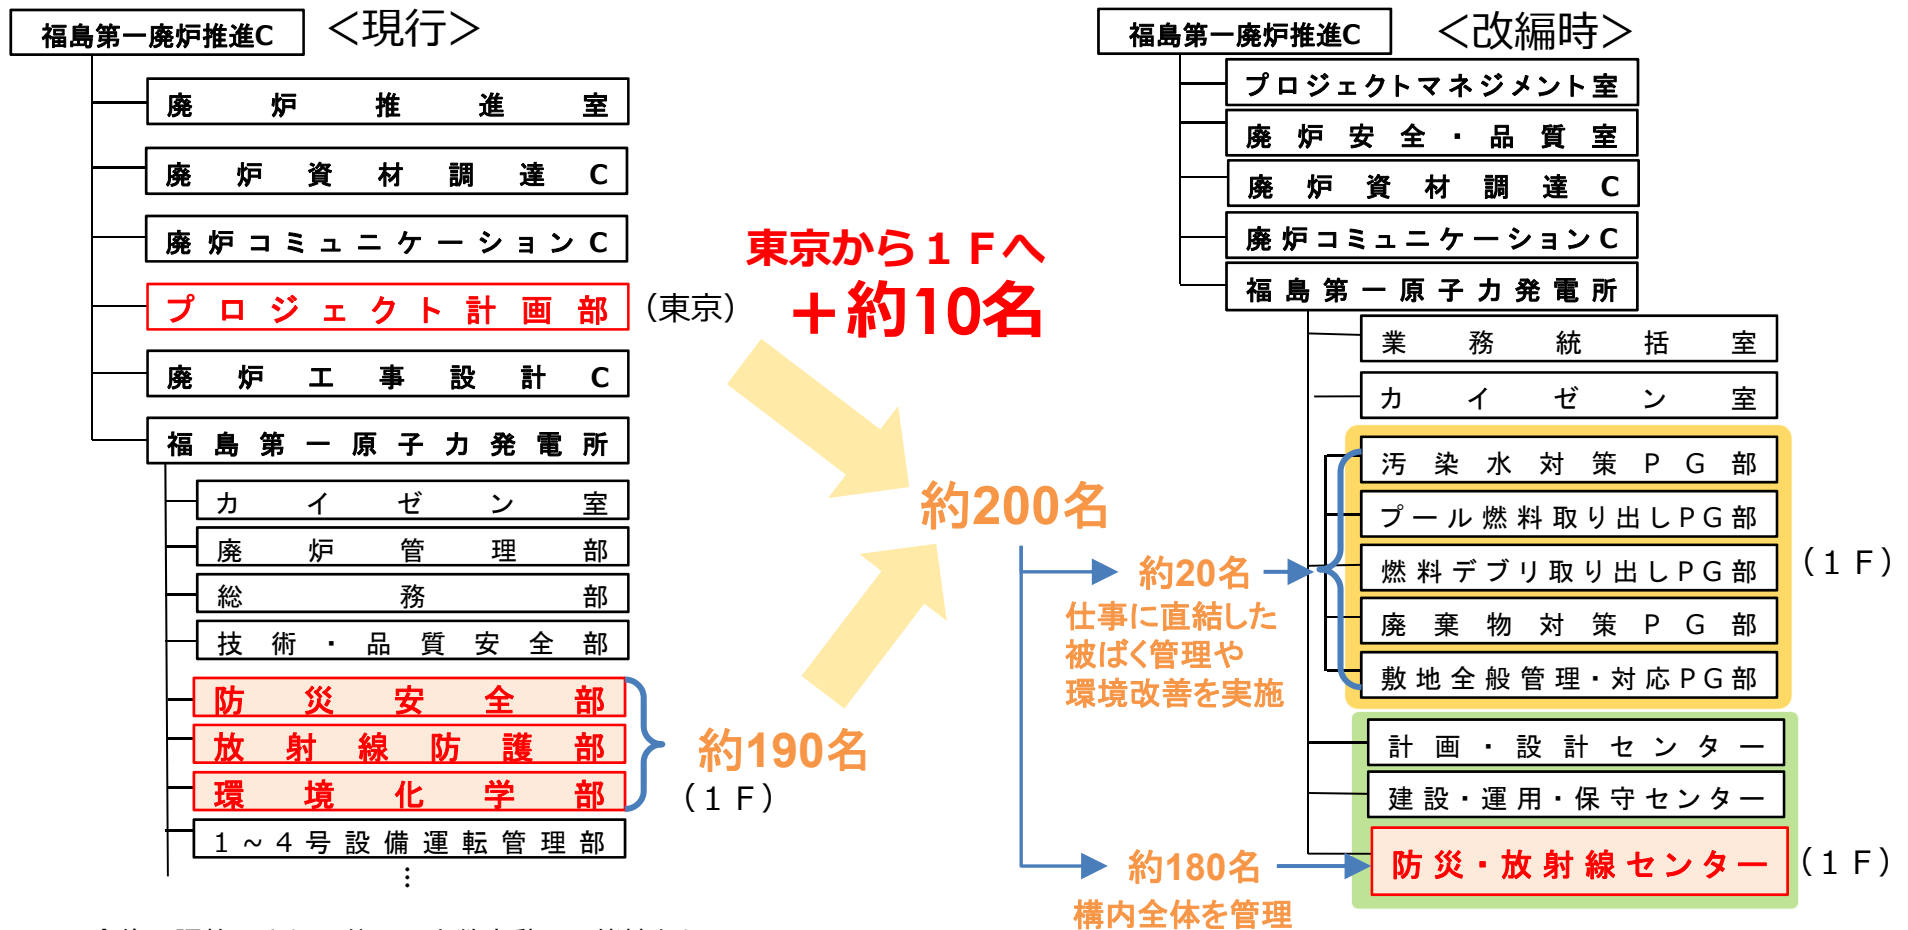 福島第一廃炉推進C
＜現行＞
廃炉推進室
廃炉資材調達C
廃炉コミュニケーションC
プロジェクト計画部
（東京）
廃炉工事設計C
福島第一原子力発電所
カイゼン室
廃炉管理部
総務部
技術・品質安全部
防災安全部
放射線防護部
環境化学部
1～4号設備運転管理部
⋮
約190名
（１Ｆ）
東京から１Ｆへ
＋約10名
約200名
約20名
仕事に直結した
被ばく管理や
環境改善を実施
約180名
構内全体を管理
福島第一廃炉推進C
＜改編時＞
プロジェクトマネジメント室
廃炉安全・品質室
廃炉資材調達C
廃炉コミュニケーションC
福島第一原子力発電所
業務統括室
カイゼン室
汚染水対策ＰＧ部
プール燃料取り出しPG部
燃料デブリ取り出しPG部
廃棄物対策ＰＧ部
敷地全般管理・対応PG部
（１Ｆ）
計画・設計センター
建設・運用・保守センター
防災・放射線センター
（１Ｆ）